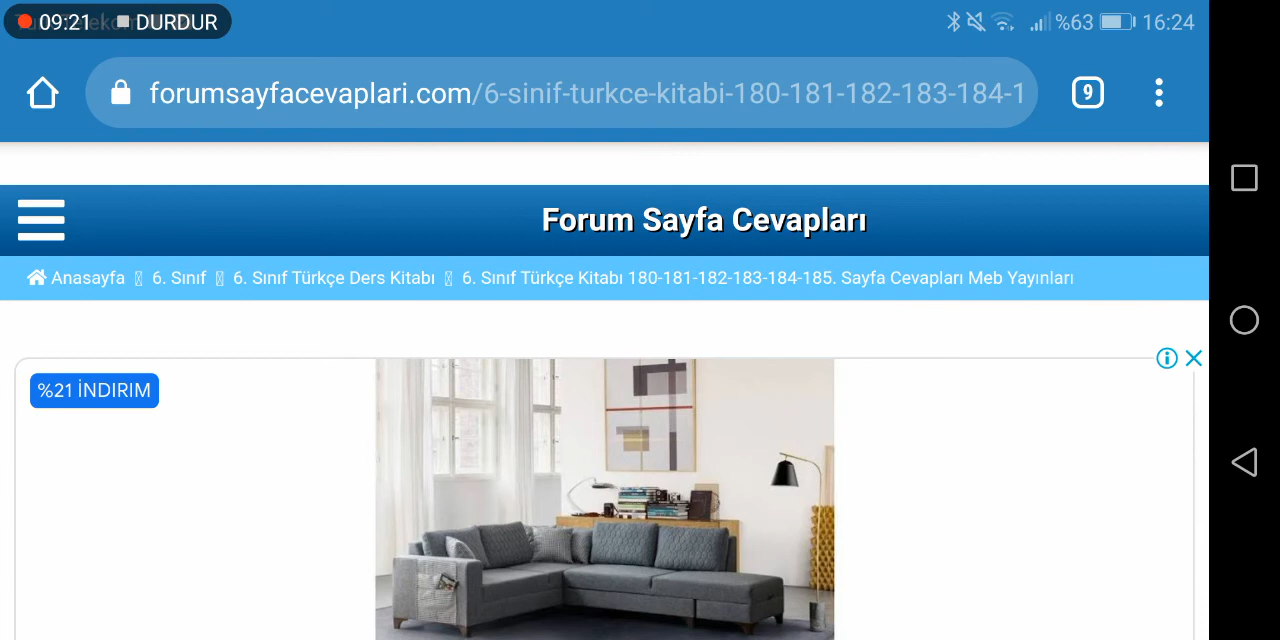 09:21 DURDUR %63 16:24
forumsayfacevaplari.com/6-sinif-turkce-kitabi-180-181-182-183-184-1 9
Forum Sayfa Cevapları
Anasayfa 6. Sınıf 6. Sınıf Türkçe Ders Kitabı 6. Sınıf Türkçe Kitabı 180-181-182-183-184-185. Sayfa Cevapları Meb Yayınları
%21 İNDIRIM